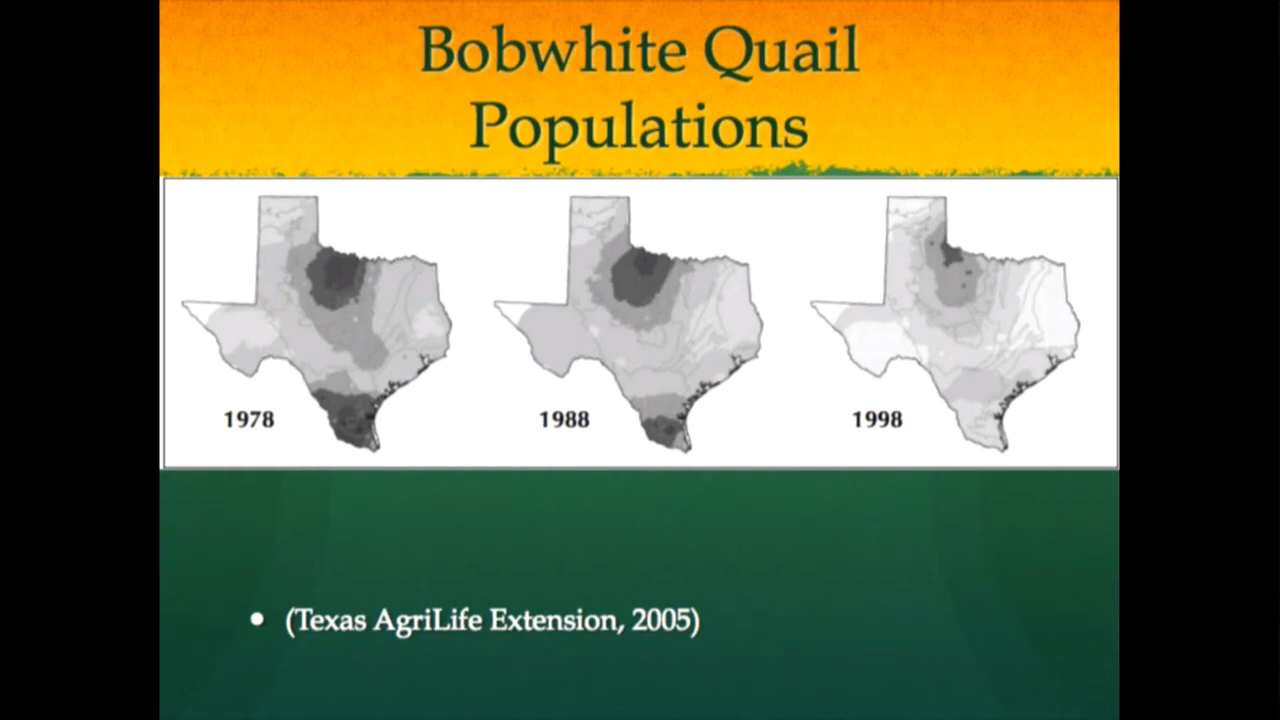 Bobwhite Quail
Populations
1978
1988
1998
• (Texas AgriLife Extension, 2005)